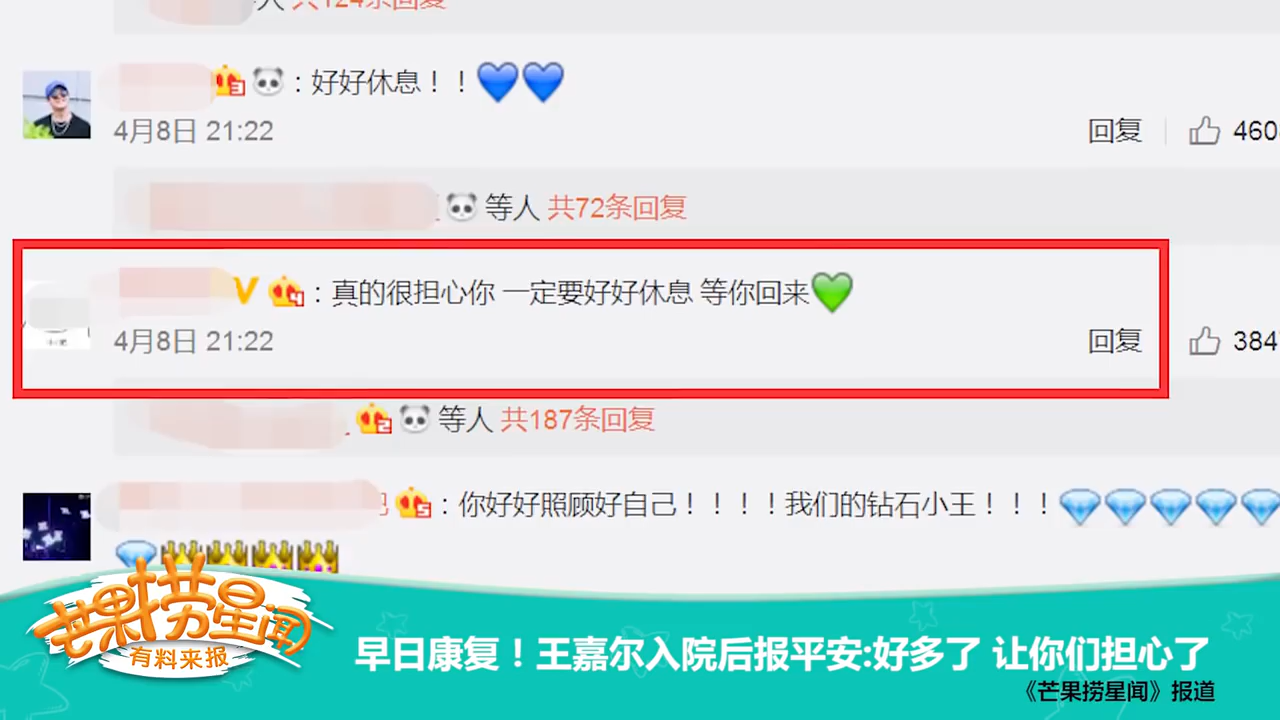 人 共124条回复
：好好休息！！
4月8日 21:22
回复
460
等人 共72条回复
：真的很担心你 一定要好好休息 等你回来
4月8日 21:22
回复
384
等人 共187条回复
：你好好照顾好自己！！！！我们的钻石小王！！！
芒果捞星闻
有料来报
早日康复！王嘉尔入院后报平安:好多了 让你们担心了
《芒果捞星闻》报道